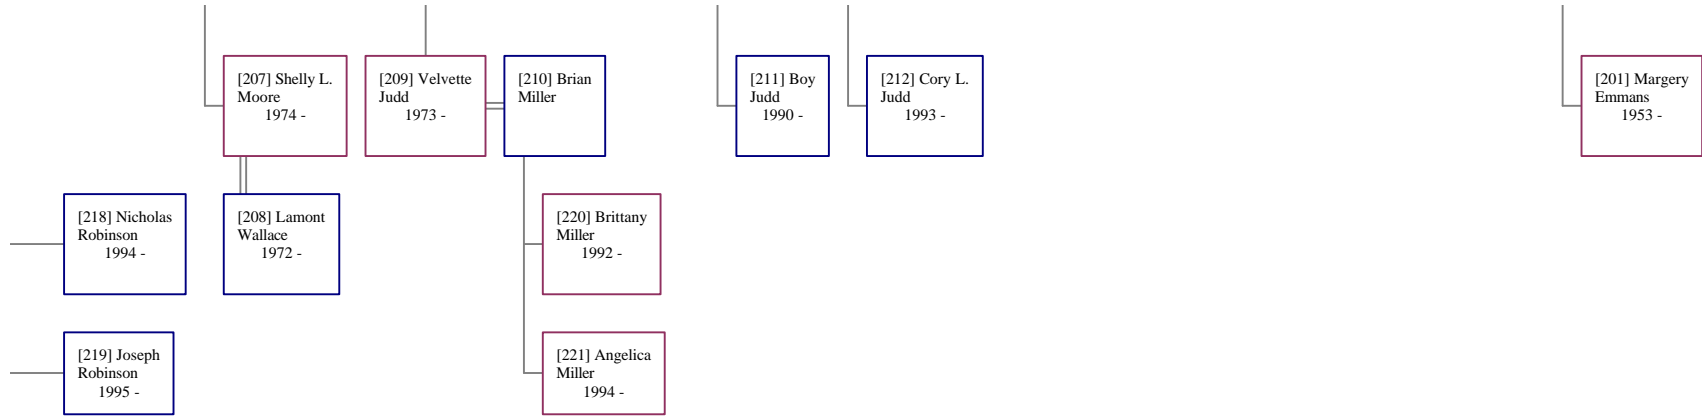 [207] Shelly L.
Moore
1974 -
[209] Velvette
Judd
1973 -
[210] Brian
Miller
[211] Boy
Judd
1990 -
[212] Cory L.
Judd
1993 -
[201] Margery
Emmans
1953 -
[218] Nicholas
Robinson
1994 -
[208] Lamont
Wallace
1972 -
[220] Brittany
Miller
1992 -
[219] Joseph
Robinson
1995 -
[221] Angelica
Miller
1994 -